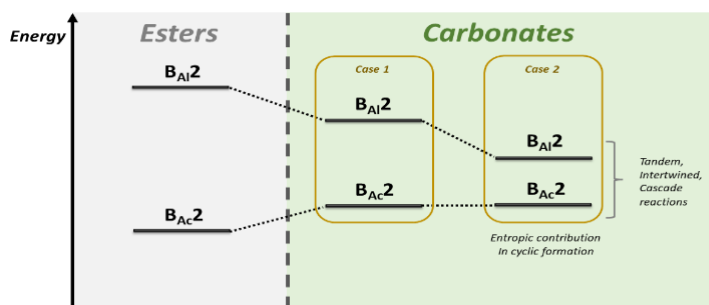 Energy
Esters
Carbonates
Case 1
Case 2
BAl2
BAl2
BAl2
BAc2
BAc2
BAc2
Tandem,
Intertwined,
Cascade
reactions
Entropic contribution
In cyclic formation